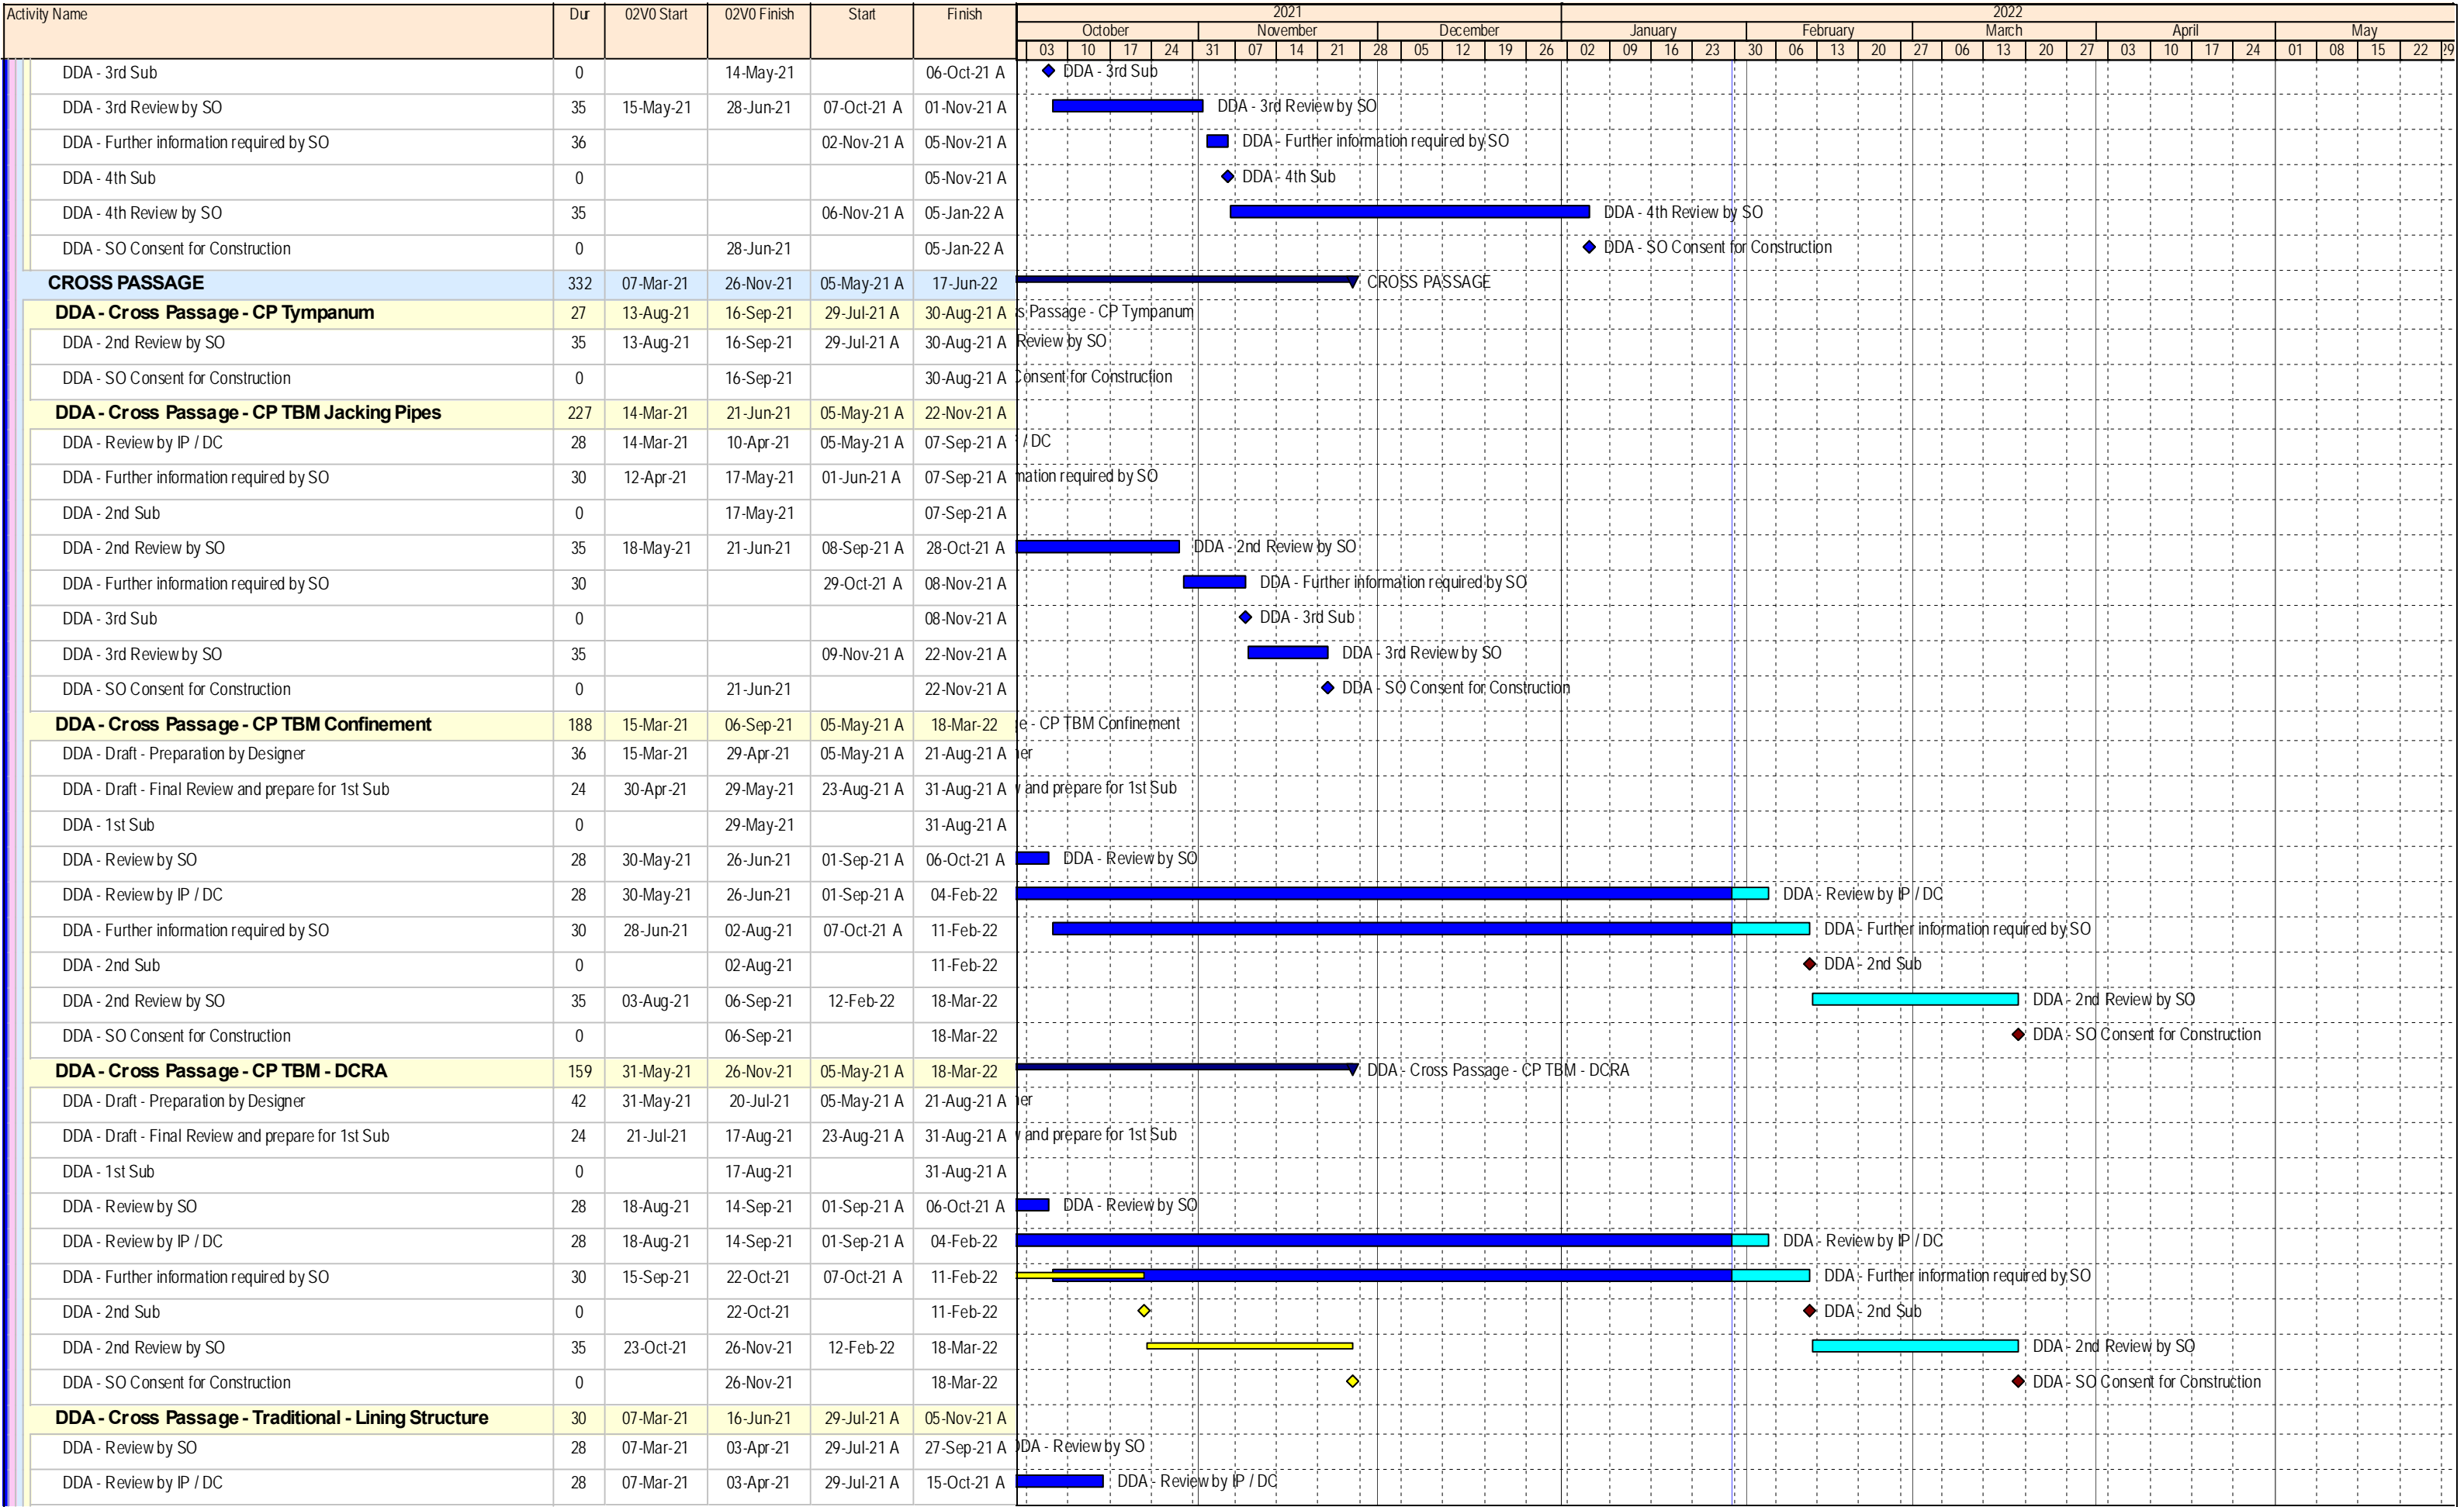 Activity Name Dur 02V0 Start 02V0 Finish Start Finish 2021 2022
October November December January February March April May
03 10 17 24 31 07 14 21 28 05 12 19 26 02 09 16 23 30 06 13 20 27 06 13 20 27 03 10 17 24 01 08 15 22 29
DDA - 3rd Sub 0 14-May-21 06-Oct-21 A DDA - 3rd Sub
DDA - 3rd Review by SO 35 15-May-21 28-Jun-21 07-Oct-21 A 01-Nov-21 A DDA - 3rd Review by SO
DDA - Further information required by SO 36 02-Nov-21 A 05-Nov-21 A DDA - Further information required by SO
DDA - 4th Sub 0 05-Nov-21 A DDA - 4th Sub
DDA - 4th Review by SO 35 06-Nov-21 A 05-Jan-22 A DDA - 4th Review by SO
DDA - SO Consent for Construction 0 28-Jun-21 05-Jan-22 A DDA - SO Consent for Construction
CROSS PASSAGE 332 07-Mar-21 26-Nov-21 05-May-21 A 17-Jun-22 CROSS PASSAGE
DDA - Cross Passage - CP Tympanum 27 13-Aug-21 16-Sep-21 29-Jul-21 A 30-Aug-21 A s Passage - CP Tympanum
DDA - 2nd Review by SO 35 13-Aug-21 16-Sep-21 29-Jul-21 A 30-Aug-21 A Review by SO
DDA - SO Consent for Construction 0 16-Sep-21 30-Aug-21 A Consent for Construction
DDA - Cross Passage - CP TBM Jacking Pipes 227 14-Mar-21 21-Jun-21 05-May-21 A 22-Nov-21 A
DDA - Review by IP / DC 28 14-Mar-21 10-Apr-21 05-May-21 A 07-Sep-21 A / DC
DDA - Further information required by SO 30 12-Apr-21 17-May-21 01-Jun-21 A 07-Sep-21 A mation required by SO
DDA - 2nd Sub 0 17-May-21 07-Sep-21 A
DDA - 2nd Review by SO 35 18-May-21 21-Jun-21 08-Sep-21 A 28-Oct-21 A DDA - 2nd Review by SO
DDA - Further information required by SO 30 29-Oct-21 A 08-Nov-21 A DDA - Further information required by SO
DDA - 3rd Sub 0 08-Nov-21 A DDA - 3rd Sub
DDA - 3rd Review by SO 35 09-Nov-21 A 22-Nov-21 A DDA - 3rd Review by SO
DDA - SO Consent for Construction 0 21-Jun-21 22-Nov-21 A DDA - SO Consent for Construction
DDA - Cross Passage - CP TBM Confinement 188 15-Mar-21 06-Sep-21 05-May-21 A 18-Mar-22 e - CP TBM Confinement
DDA - Draft - Preparation by Designer 36 15-Mar-21 29-Apr-21 05-May-21 A 21-Aug-21 A ner
DDA - Draft - Final Review and prepare for 1st Sub 24 30-Apr-21 29-May-21 23-Aug-21 A 31-Aug-21 A and prepare for 1st Sub
DDA - 1st Sub 0 29-May-21 31-Aug-21 A
DDA - Review by SO 28 30-May-21 26-Jun-21 01-Sep-21 A 06-Oct-21 A DDA - Review by SO
DDA - Review by IP / DC 28 30-May-21 26-Jun-21 01-Sep-21 A 04-Feb-22 DDA - Review by IP / DC
DDA - Further information required by SO 30 28-Jun-21 02-Aug-21 07-Oct-21 A 11-Feb-22 DDA - Further information required by SO
DDA - 2nd Sub 0 02-Aug-21 11-Feb-22 DDA - 2nd Sub
DDA - 2nd Review by SO 35 03-Aug-21 06-Sep-21 12-Feb-22 18-Mar-22 DDA - 2nd Review by SO
DDA - SO Consent for Construction 0 06-Sep-21 18-Mar-22 DDA - SO Consent for Construction
DDA - Cross Passage - CP TBM - DCRA 159 31-May-21 26-Nov-21 05-May-21 A 18-Mar-22 DDA - Cross Passage - CP TBM - DCRA
DDA - Draft - Preparation by Designer 42 31-May-21 20-Jul-21 05-May-21 A 21-Aug-21 A ner
DDA - Draft - Final Review and prepare for 1st Sub 24 21-Jul-21 17-Aug-21 23-Aug-21 A 31-Aug-21 A and prepare for 1st Sub
DDA - 1st Sub 0 17-Aug-21 31-Aug-21 A
DDA - Review by SO 28 18-Aug-21 14-Sep-21 01-Sep-21 A 06-Oct-21 A DDA - Review by SO
DDA - Review by IP / DC 28 18-Aug-21 14-Sep-21 01-Sep-21 A 04-Feb-22 DDA - Review by IP / DC
DDA - Further information required by SO 30 15-Sep-21 22-Oct-21 07-Oct-21 A 11-Feb-22 DDA - Further information required by SO
DDA - 2nd Sub 0 22-Oct-21 11-Feb-22 DDA - 2nd Sub
DDA - 2nd Review by SO 35 23-Oct-21 26-Nov-21 12-Feb-22 18-Mar-22 DDA - 2nd Review by SO
DDA - SO Consent for Construction 0 26-Nov-21 18-Mar-22 DDA - SO Consent for Construction
DDA - Cross Passage - Traditional - Lining Structure 30 07-Mar-21 16-Jun-21 29-Jul-21 A 05-Nov-21 A
DDA - Review by SO 28 07-Mar-21 03-Apr-21 29-Jul-21 A 27-Sep-21 A DDA - Review by SO
DDA - Review by IP / DC 28 07-Mar-21 03-Apr-21 29-Jul-21 A 15-Oct-21 A DDA - Review by IP / DC